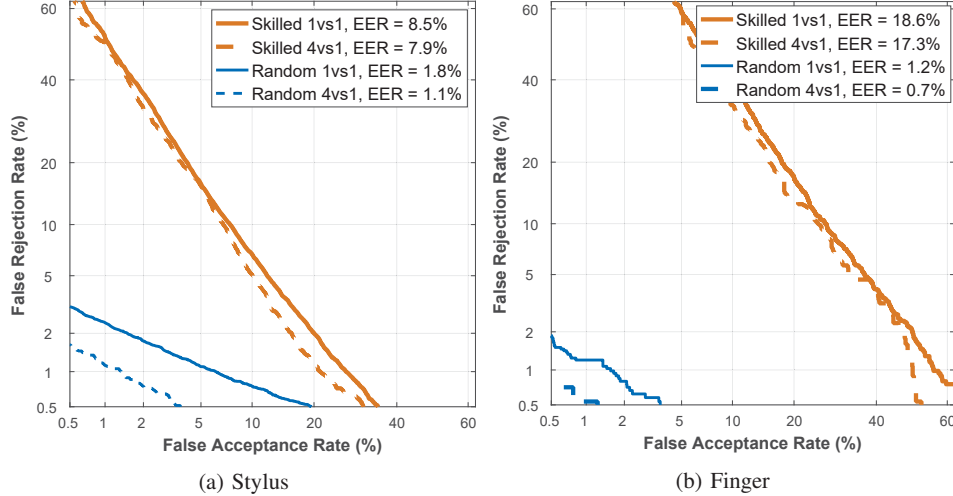 60
40
20
10
5
2
1
0.5
False Rejection Rate (%)
Skilled 1vs1, EER = 8.5%
Skilled 4vs1, EER = 7.9%
Random 1vs1, EER = 1.8%
Random 4vs1, EER = 1.1%
0.5 1 2 5 10 20 40 60
False Acceptance Rate (%)
(a) Stylus
60
40
20
10
5
2
1
0.5
False Rejection Rate (%)
Skilled 1vs1, EER = 18.6%
Skilled 4vs1, EER = 17.3%
Random 1vs1, EER = 1.2%
Random 4vs1, EER = 0.7%
0.5 1 2 5 10 20 40 60
False Acceptance Rate (%)
(b) Finger